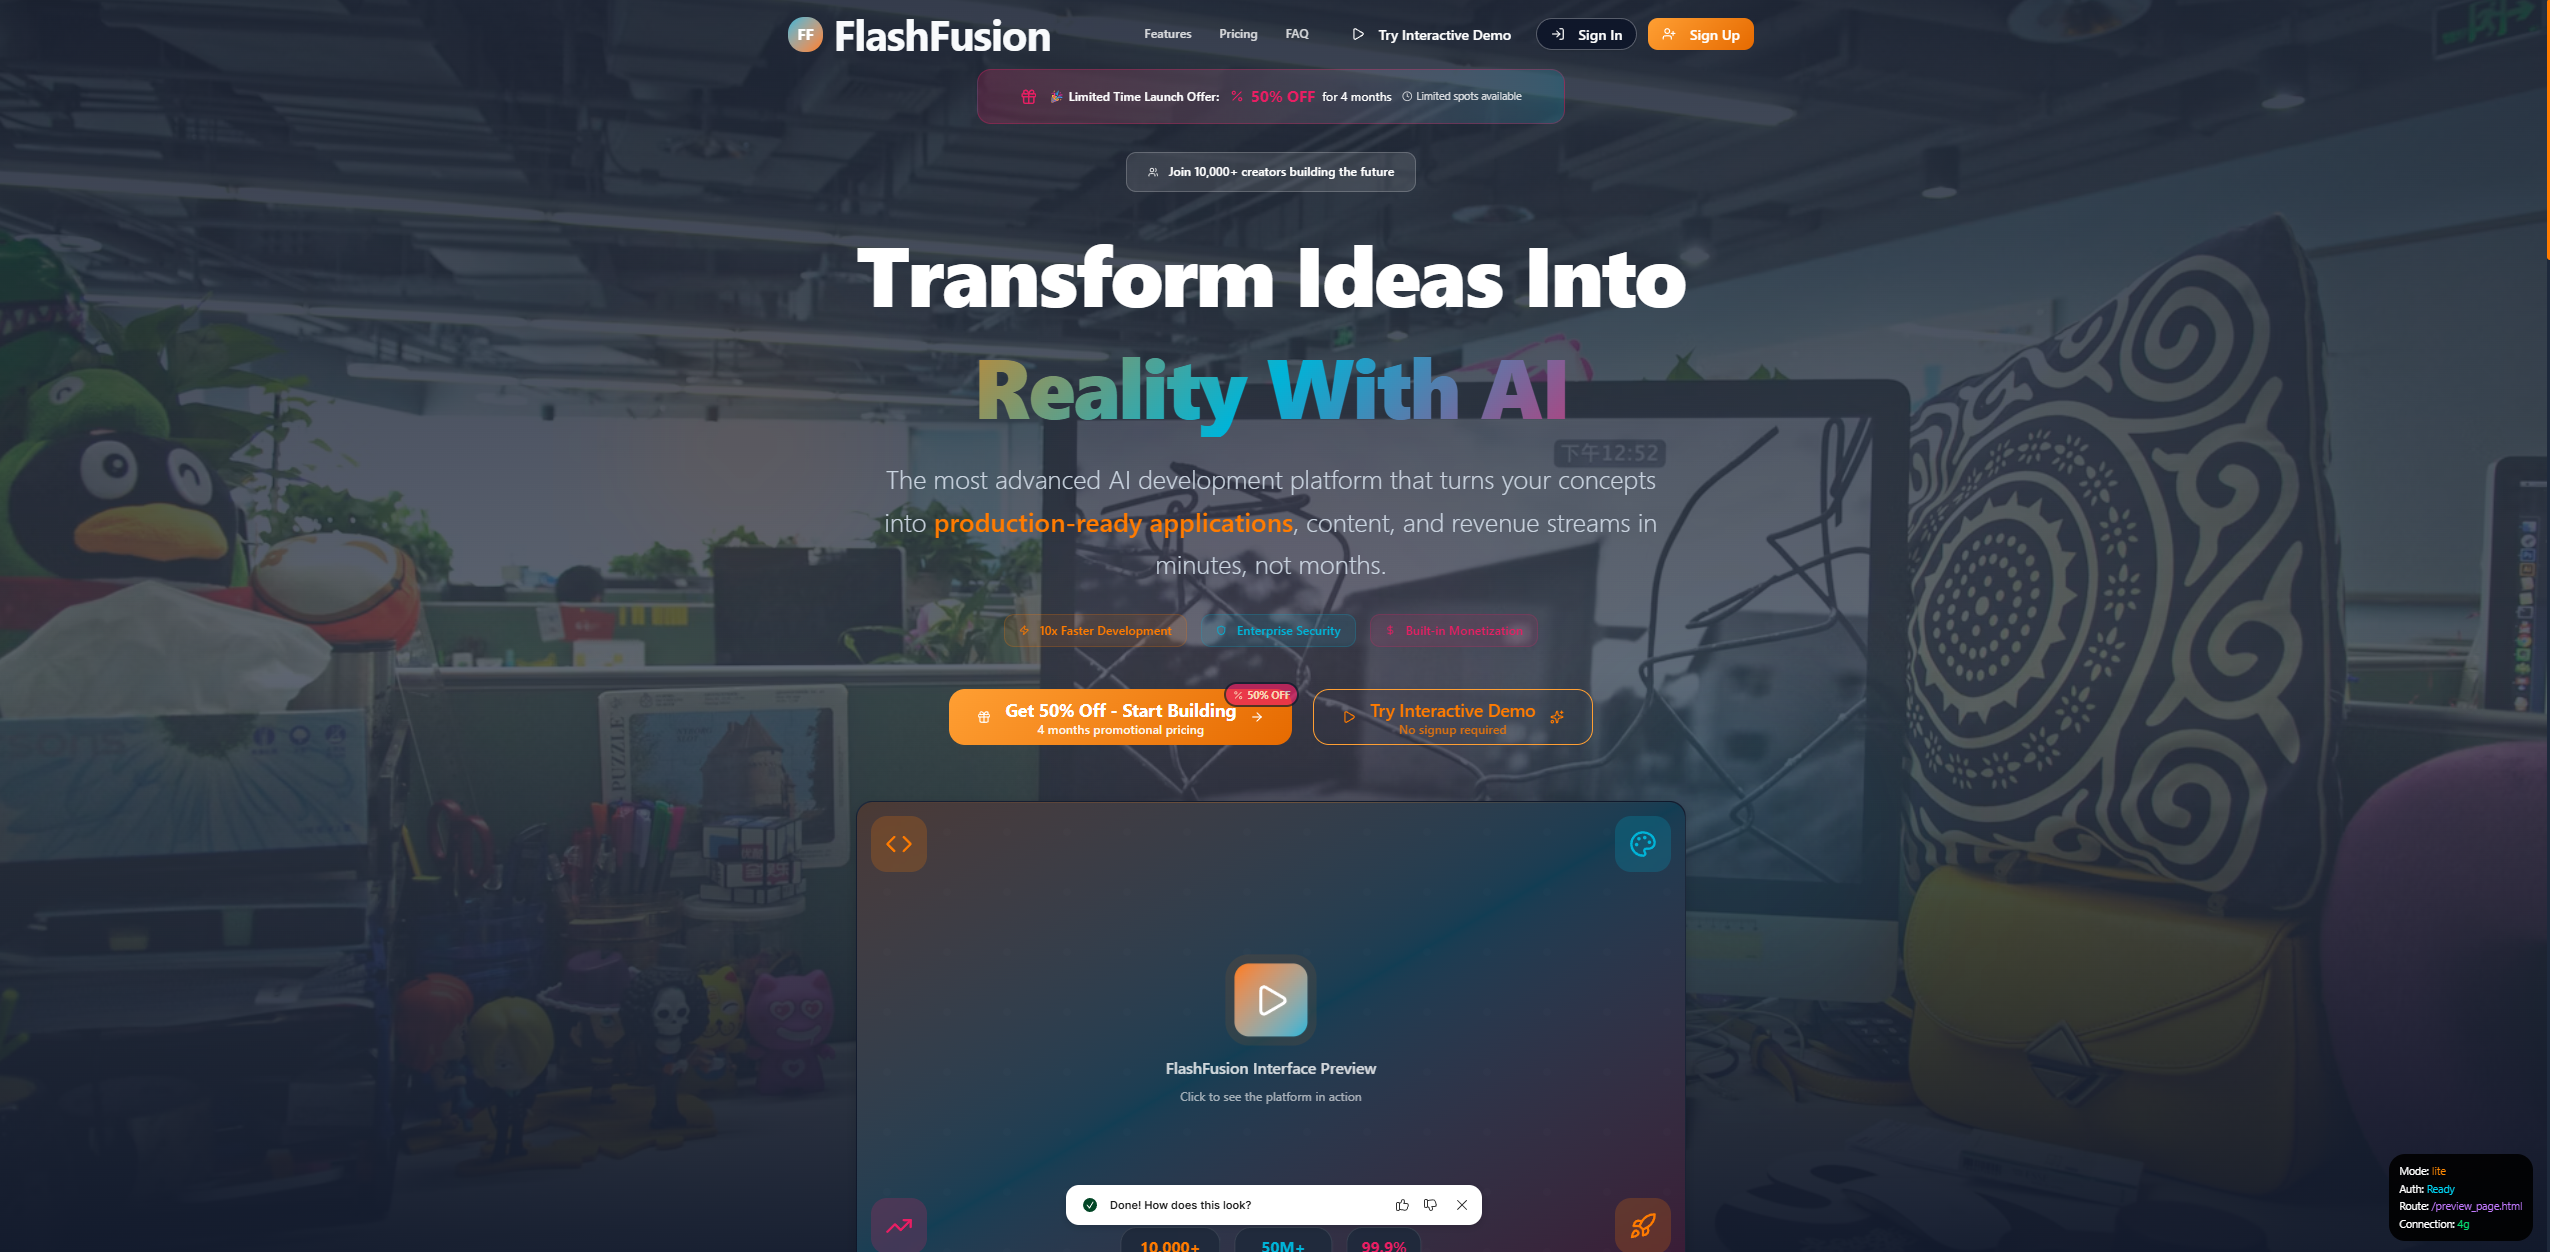 FF FlashFusion
Features Pricing FAQ Try Interactive Demo Sign In Sign Up
🎉 Limited Time Launch Offer: 50% OFF for 4 months Limited spots available
Join 10,000+ creators building the future
Transform Ideas Into
Reality With AI
下午12:52
The most advanced AI development platform that turns your concepts
into production-ready applications, content, and revenue streams in
minutes, not months.
10x Faster Development Enterprise Security Built-in Monetization
50% OFF
Get 50% Off - Start Building
4 months promotional pricing
Try Interactive Demo
No signup required
PUZZLE
FlashFusion Interface Preview
Click to see the platform in action
Done! How does this look?
10,000+ 50M+ 99.9%
Mode: lite
Auth: Ready
Route: /preview_page.html
Connection: 4g